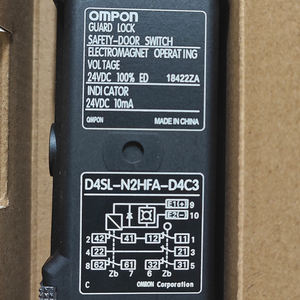 OMRON
GUARD LOCK
SAFETY-DOOR SWITCH
ELECTROMAGNET OPERATING
VOLTAGE
24VDC 100% ED 18422ZA
INDICATOR
24VDC 10mA
OMRON MADE IN CHINA
D4SL-N2HFA-D4C3
E1(+) 9
E2(-) 10
2 42 41 12 11 1
4 22 21 3
8 62 61 32 31 5
Zb 7 6 Zb
C OMRON Corporation